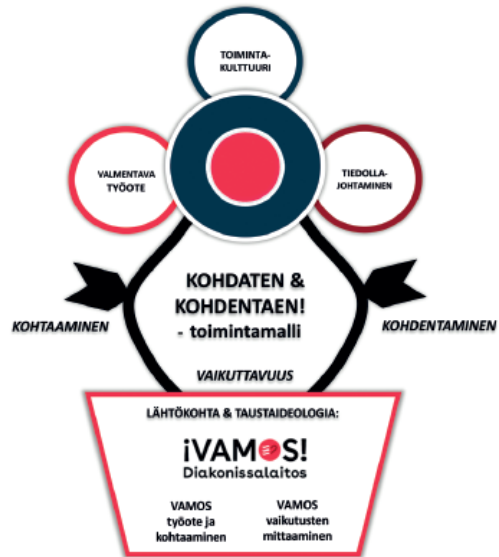 TOIMINTA-
KULTTUURI
VALMENTAVA
TYÖOTE
TIEDOLLA-
JOHTAMINEN
KOHDATEN &
KOHDENTAEN!
- toimintamalli
KOHTAAMINEN
KOHDENTAMINEN
VAIKUTTAVUUS
LÄHTÖKOHTA & TAUSTAIDEOLOGIA:
¡VAMOS!
Diakonissalaitos
VAMOS
työote ja
kohtaaminen
VAMOS
vaikutusten
mittaaminen